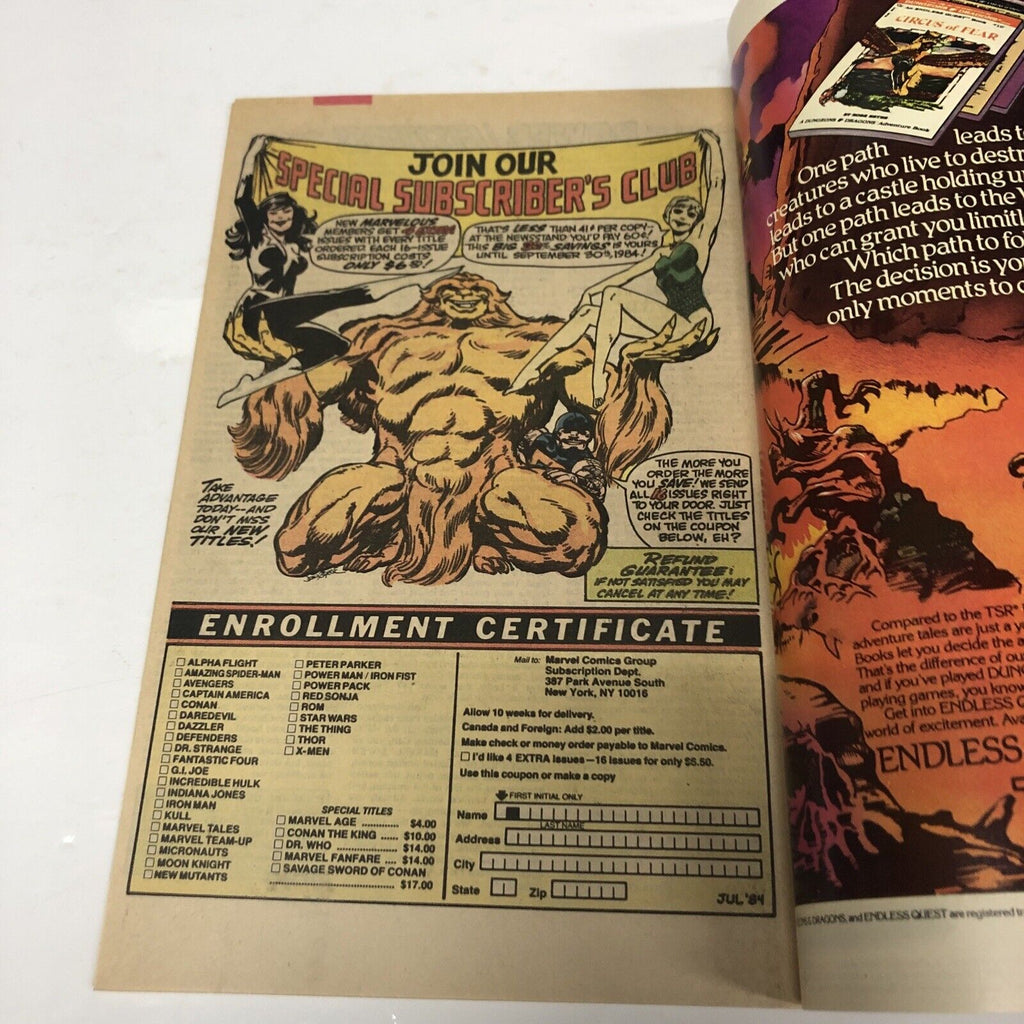 JOIN OUR
SPECIAL SUBSCRIBER'S CLUB
NEW MARVELOUS
MEMBERS GET 4 EXTRA
ISSUES WITH EVERY TITLE
ORDERED. EACH 16-ISSUE
SUBSCRIPTION COSTS
ONLY $6.50!
THAT'S LESS THAN 41¢ PER COPY--
AT THE NEWSSTAND YOU'D PAY 60¢!
THIS BIG SAVINGS IS YOURS
UNTIL SEPTEMBER 30TH, 1984!
TAKE
ADVANTAGE
TODAY--AND
DON'T MISS
OUR NEW
TITLES!
THE MORE YOU
ORDER THE MORE
YOU SAVE! WE SEND
ALL 16 ISSUES RIGHT
TO YOUR DOOR. JUST
CHECK THE TITLES
ON THE COUPON
BELOW, EH?
REFUND
GUARANTEE:
IF NOT SATISFIED YOU MAY
CANCEL AT ANY TIME!
ENROLLMENT CERTIFICATE
ALPHA FLIGHT
AMAZING SPIDER-MAN
AVENGERS
CAPTAIN AMERICA
CONAN
DAREDEVIL
DAZZLER
DEFENDERS
DR. STRANGE
FANTASTIC FOUR
G.I. JOE
INCREDIBLE HULK
INDIANA JONES
IRON MAN
KULL
MARVEL TALES
MARVEL TEAM-UP
MICRONAUTS
MOON KNIGHT
NEW MUTANTS
PETER PARKER
POWER MAN / IRON FIST
POWER PACK
RED SONJA
ROM
STAR WARS
THE THING
THOR
X-MEN
SPECIAL TITLES
MARVEL AGE ............ $4.00
CONAN THE KING ..... $10.00
DR. WHO .................. $14.00
MARVEL FANFARE .... $14.00
SAVAGE SWORD OF CONAN
................................ $17.00
Mail to: Marvel Comics Group
Subscription Dept.
387 Park Avenue South
New York, NY 10016
Allow 10 weeks for delivery.
Canada and Foreign: Add $2.00 per title.
Make check or money order payable to Marvel Comics.
I'd like 4 EXTRA issues—16 issues for only $6.50.
Use this coupon or make a copy
FIRST INITIAL ONLY
Name
LAST NAME
Address
City
State Zip
JUL '84
CIRCUS of FEAR
BY ROSE ESTES
A DUNGEONS & DRAGONS Adventure Book
One path leads t
creatures who live to destr
leads to a castle holding u
But one path leads to the
who can grant you limitl
Which path to fo
The decision is yo
only moments to c
Compared to the TSR®
adventure tales are just a y
Books let you decide the a
That's the difference of ou
and if you've played DUN
playing games, you know
Get into ENDLESS
world of excitement. Ava
ENDLESS
& DRAGONS, and ENDLESS QUEST are registered tr